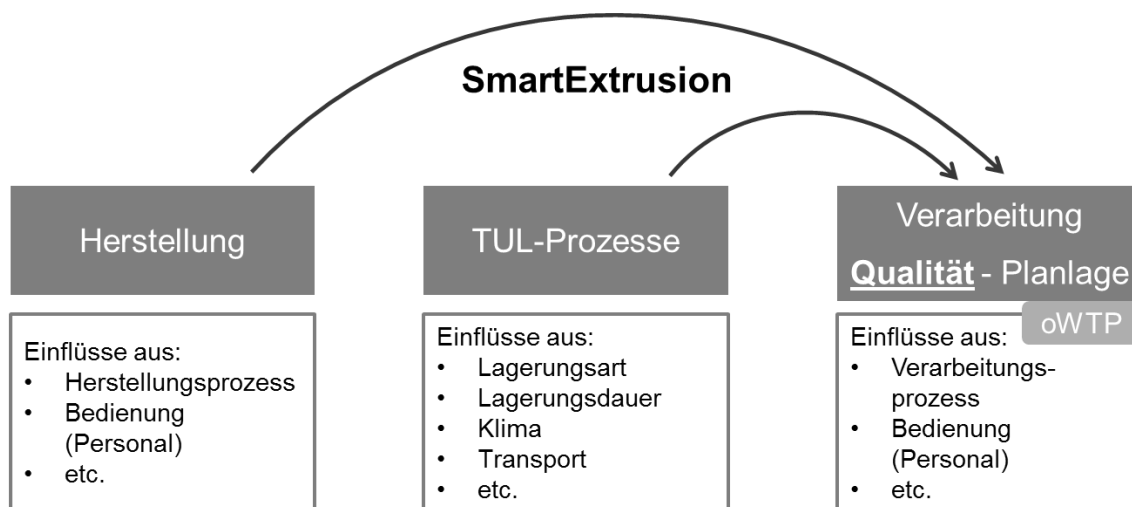 SmartExtrusion
Herstellung
Einflüsse aus:
• Herstellungsprozess
• Bedienung
(Personal)
• etc.
TUL-Prozesse
Einflüsse aus:
• Lagerungsart
• Lagerungsdauer
• Klima
• Transport
• etc.
Verarbeitung
Qualität - Planlage
oWTP
Einflüsse aus:
• Verarbeitungs-
prozess
• Bedienung
(Personal)
• etc.